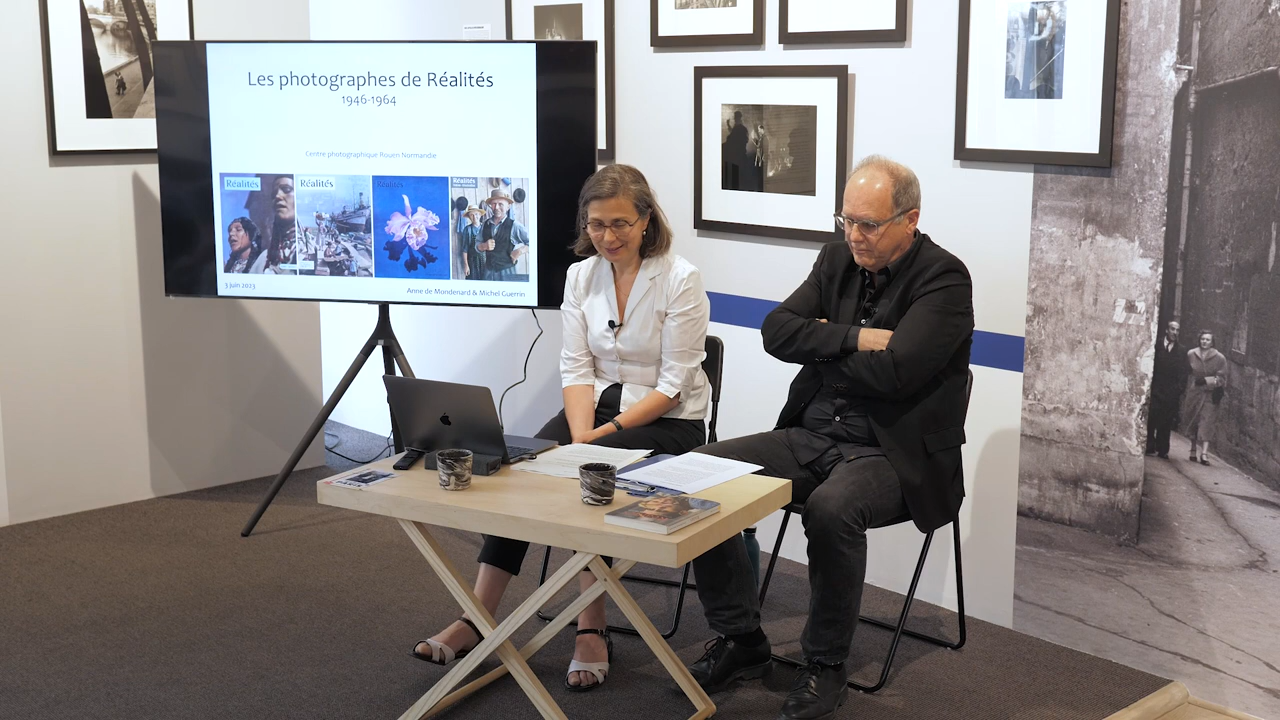 Les photographes de Réalités
1946-1964
Centre photographique Rouen Normandie
Réalités
Réalités
Réalités
Réalités
3 juin 2023
Anne de Mondenard & Michel Guerrin